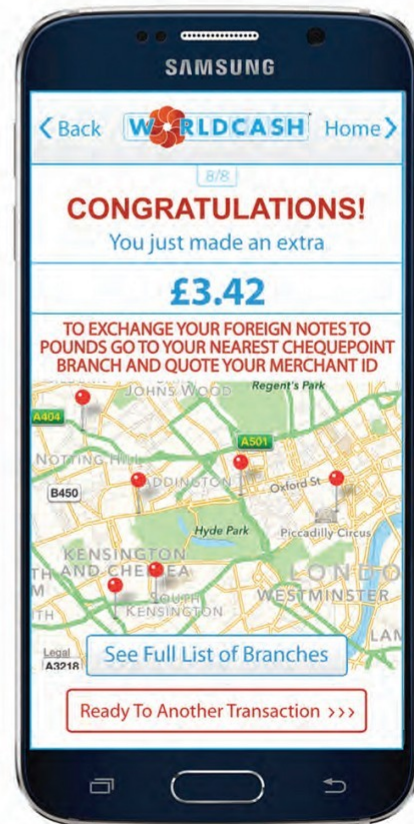 SAMSUNG
Back WORLDCASH Home
8/8
CONGRATULATIONS!
You just made an extra
£3.42
TO EXCHANGE YOUR FOREIGN NOTES TO
POUNDS GO TO YOUR NEAREST CHEQUEPOINT
BRANCH AND QUOTE YOUR MERCHANT ID
JOHNS WOOD
Regent's Park
A404
A501
NOTTING HILL
B450
ADDINGTON
Oxford St
Hyde Park
Piccadilly Circus
KENSINGTON
AND CHELSEA
LONDO
WESTMINSTER
SOUTH
KENSINGTON
LAM
Legal
A3218
See Full List of Branches
Ready To Another Transaction >>>